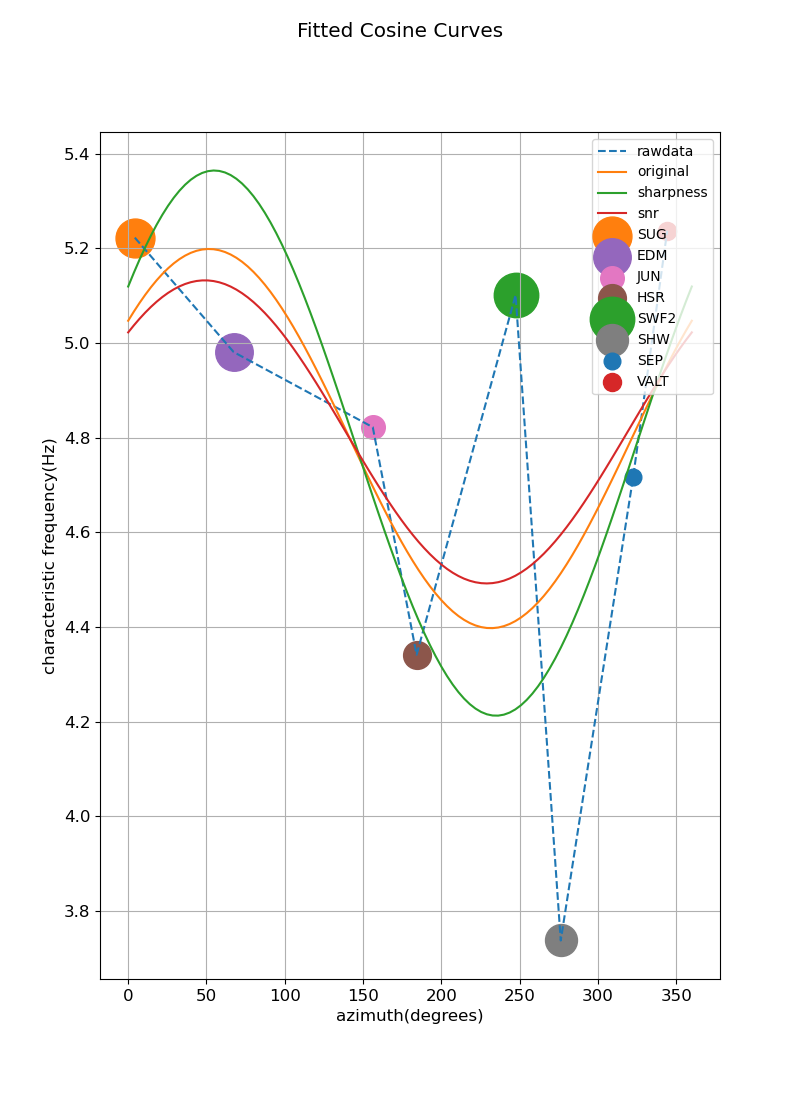 Fitted Cosine Curves
5.4
5.2
5.0
4.8
4.6
4.4
4.2
4.0
3.8
characteristic frequency(Hz)
rawdata
original
sharpness
snr
SUG
EDM
JUN
HSR
SWF2
SHW
SEP
VALT
0 50 100 150 200 250 300 350
azimuth(degrees)